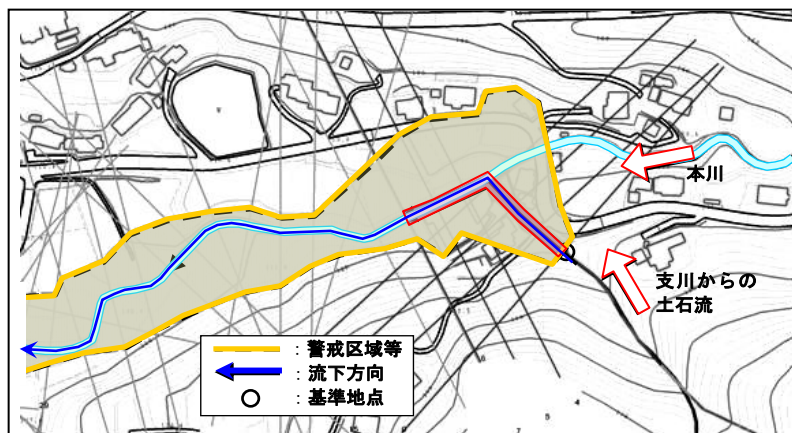 本川
支川からの
土石流
：警戒区域等
：流下方向
：基準地点